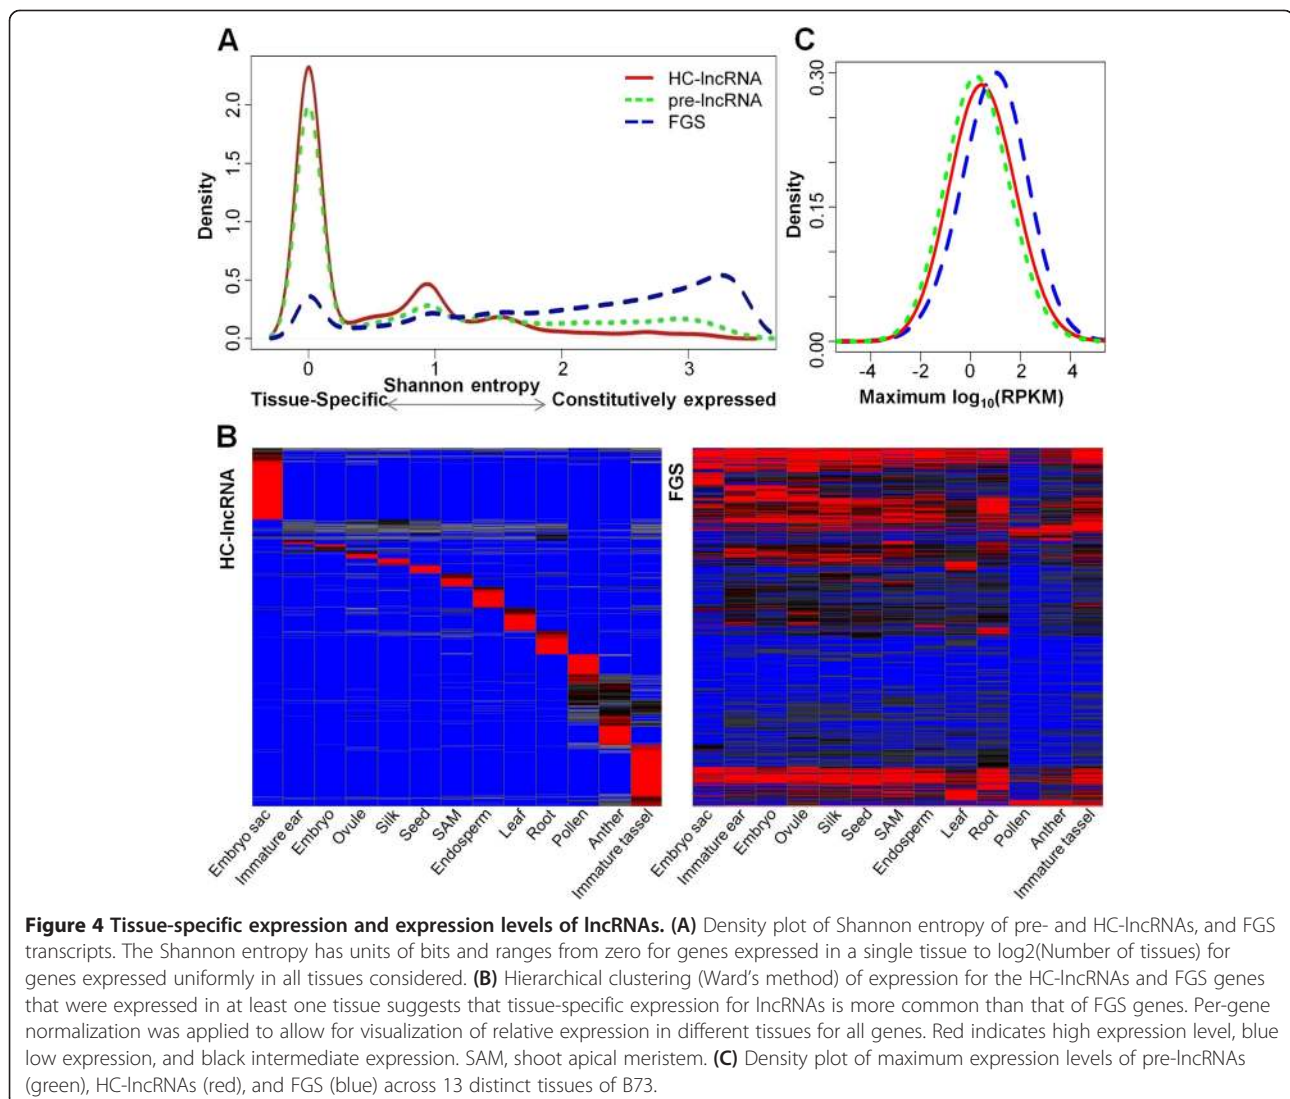 A
C
HC-lncRNA
pre-lncRNA
FGS
Density
0.0 0.5 1.0 1.5 2.0
0 1 2 3
Shannon entropy
Tissue-Specific
Constitutively expressed
Density
0.00 0.15 0.30
-4 -2 0 2 4
Maximum log10(RPKM)
B
HC-lncRNA
FGS
Embryo sac
Immature ear
Embryo
Ovule
Silk
Seed
SAM
Endosperm
Leaf
Root
Pollen
Anther
Immature tassel
Embryo sac
Immature ear
Embryo
Ovule
Silk
Seed
SAM
Endosperm
Leaf
Root
Pollen
Anther
Immature tassel
Figure 4 Tissue-specific expression and expression levels of lncRNAs. (A) Density plot of Shannon entropy of pre- and HC-lncRNAs, and FGS
transcripts. The Shannon entropy has units of bits and ranges from zero for genes expressed in a single tissue to log2(Number of tissues) for
genes expressed uniformly in all tissues considered. (B) Hierarchical clustering (Ward's method) of expression for the HC-lncRNAs and FGS genes
that were expressed in at least one tissue suggests that tissue-specific expression for lncRNAs is more common than that of FGS genes. Per-gene
normalization was applied to allow for visualization of relative expression in different tissues for all genes. Red indicates high expression level, blue
low expression, and black intermediate expression. SAM, shoot apical meristem. (C) Density plot of maximum expression levels of pre-lncRNAs
(green), HC-lncRNAs (red), and FGS (blue) across 13 distinct tissues of B73.